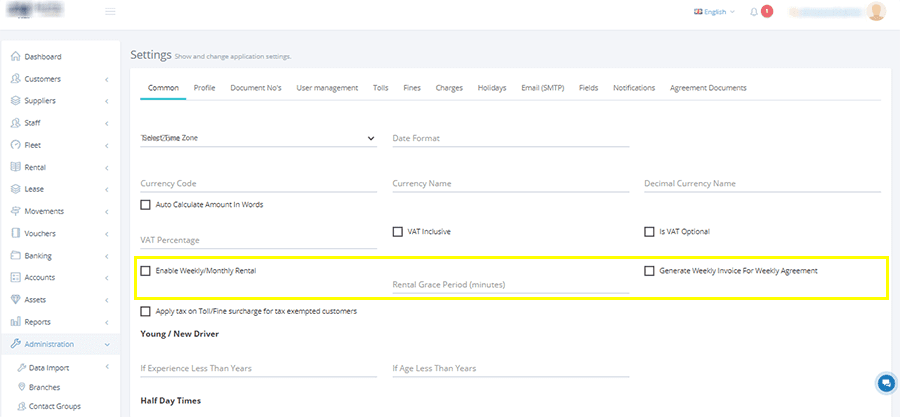 English
1
Dashboard
Customers
Suppliers
Staff
Fleet
Rental
Lease
Movements
Vouchers
Banking
Accounts
Assets
Reports
Administration
Data Import
Branches
Contact Groups
Settings Show and change application settings.
Common Profile Document No's User management Tolls Fines Charges Holidays Email (SMTP) Fields Notifications Agreement Documents
Select Time Zone Date Format
Currency Code Currency Name Decimal Currency Name
Auto Calculate Amount In Words
VAT Percentage VAT Inclusive Is VAT Optional
Enable Weekly/Monthly Rental Rental Grace Period (minutes) Generate Weekly Invoice For Weekly Agreement
Apply tax on Toll/Fine surcharge for tax exempted customers
Young / New Driver
If Experience Less Than Years If Age Less Than Years
Half Day Times